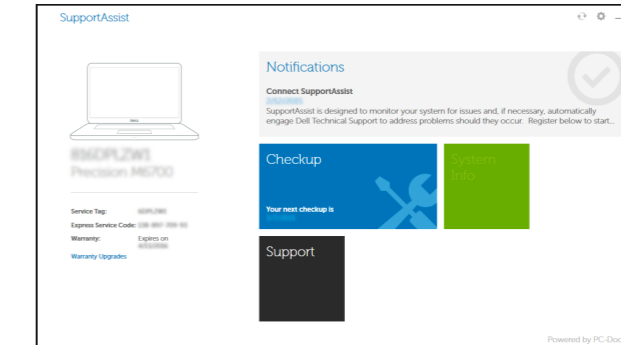 SupportAssist
Notifications
Connect SupportAssist
SupportAssist is designed to monitor your system for issues and, if necessary, automatically
engage Dell Technical Support to address problems should they occur. Register below to start...
Precision M6700
Checkup
System
Info
Your next checkup is
Service Tag:
Express Service Code:
Warranty: Expires on
Warranty Upgrades
Support
Powered by PC-Doc